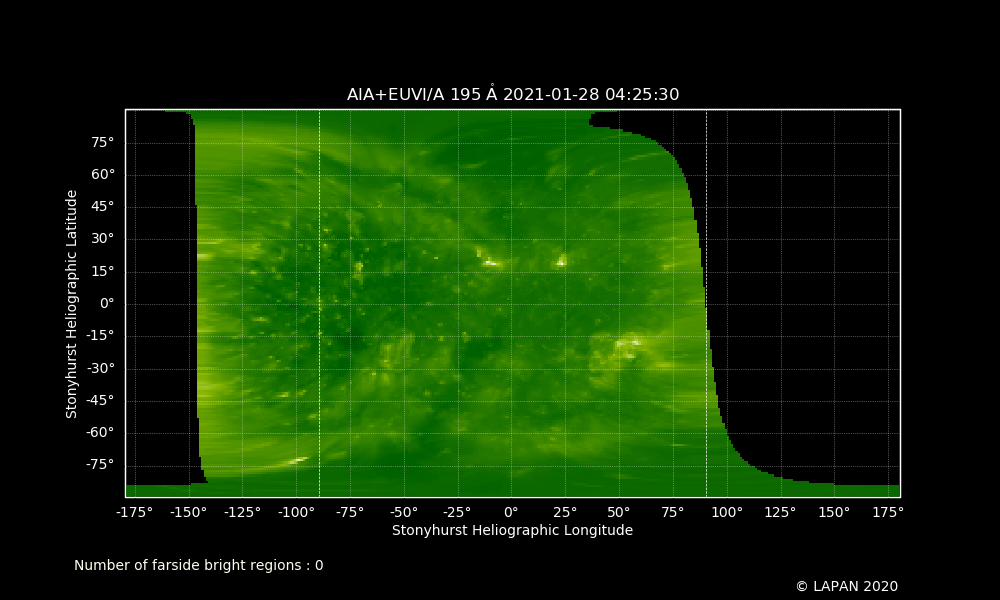 AIA+EUVI/A 195 Å 2021-01-28 04:25:30
75°
60°
45°
30°
15°
0°
-15°
-30°
-45°
-60°
-75°
Stonyhurst Heliographic Latitude
-175° -150° -125° -100° -75° -50° -25° 0° 25° 50° 75° 100° 125° 150° 175°
Stonyhurst Heliographic Longitude
Number of farside bright regions : 0
© LAPAN 2020